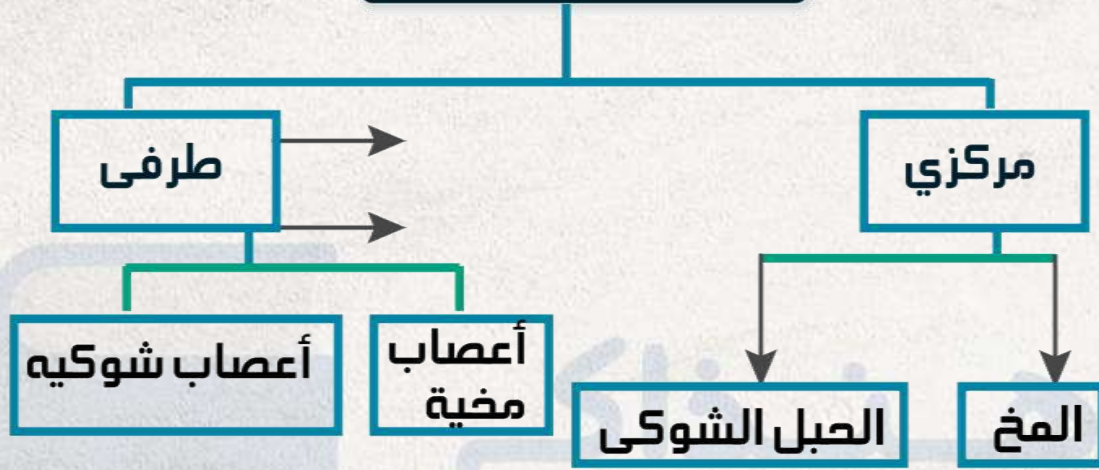 مركزي
طرفى
المخ
الحبل الشوكى
أعصاب
مخية
أعصاب شوكيه